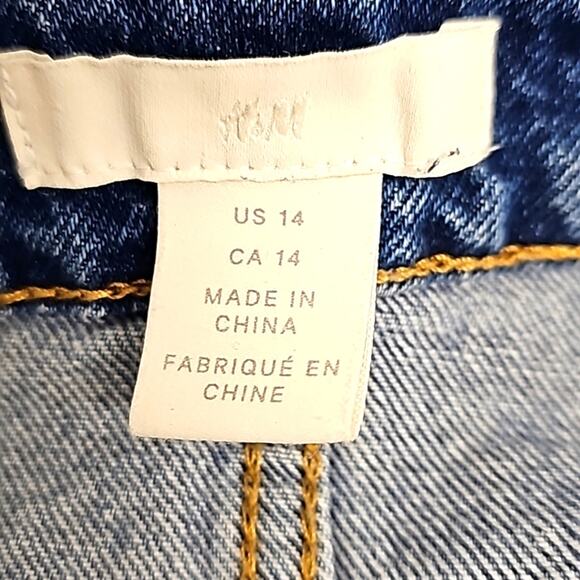 H&M
US 14
CA 14
MADE IN
CHINA
FABRIQUÉ EN
CHINE